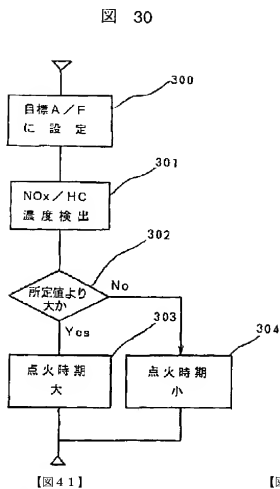 図 30
300
目標A/F
に設定
301
NOx/HC
濃度検出
302
所定値より
大か
No
Yes
303
点火時期
大
304
点火時期
小
【図41】
【図